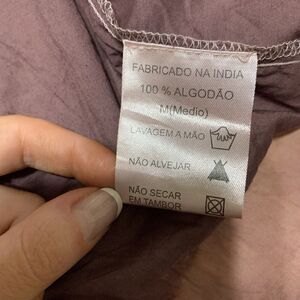 FABRICADO NA INDIA
100 % ALGODÃO
M(Medio)
LAVAGEM A MÃO
NÃO ALVEJAR
NÃO SECAR
EM TAMBOR